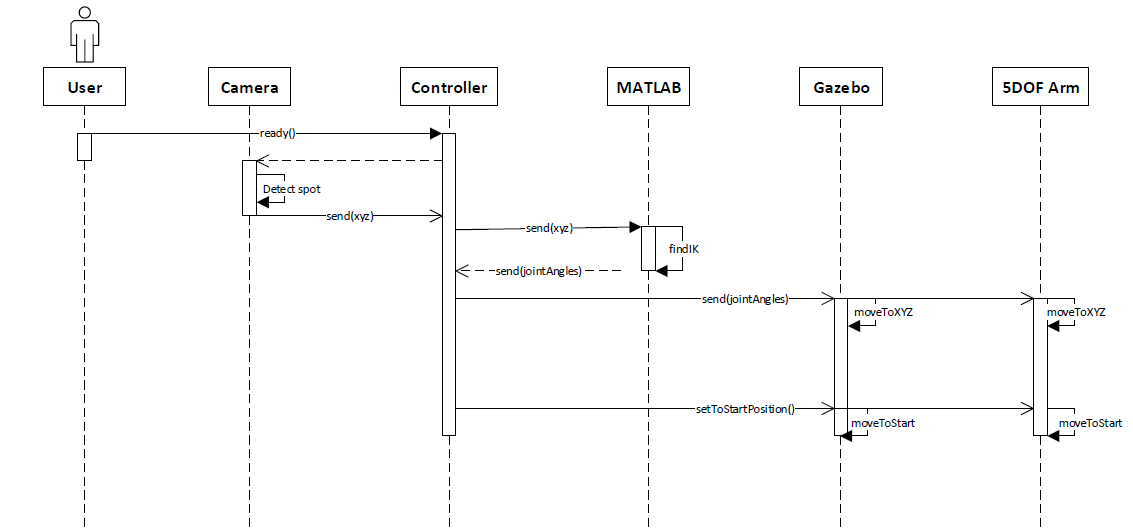 User
Camera
Controller
MATLAB
Gazebo
5DOF Arm
ready()
Detect spot
send(xyz)
send(xyz)
findIK
send(jointAngles)
send(jointAngles)
moveToXYZ
moveToXYZ
setToStartPosition()
moveToStart
moveToStart